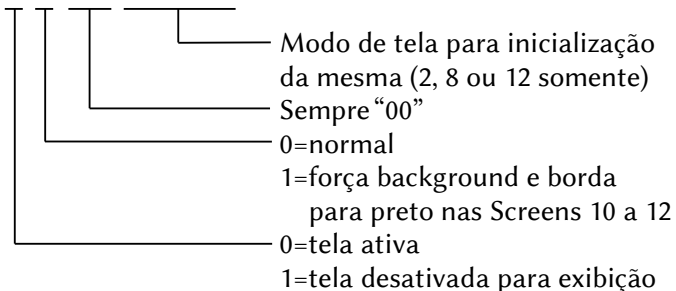 Modo de tela para inicialização
da mesma (2, 8 ou 12 somente)
Sempre “00”
0=normal
1=força background e borda
para preto nas Screens 10 a 12
0=tela ativa
1=tela desativada para exibição